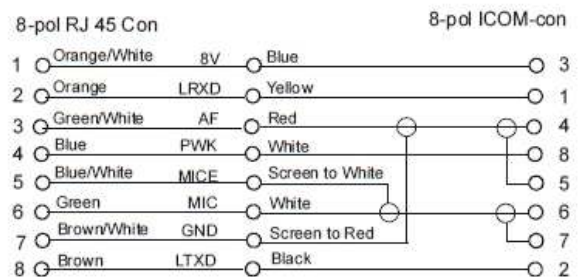 8-pol RJ 45 Con
8-pol ICOM-con
1 Orange/White 8V Blue 3
2 Orange LRXD Yellow 1
3 Green/White AF Red 4
4 Blue PWK White 8
5 Blue/White MICE Screen to White 5
6 Green MIC White 6
7 Brown/White GND Screen to Red 7
8 Brown LTXD Black 2